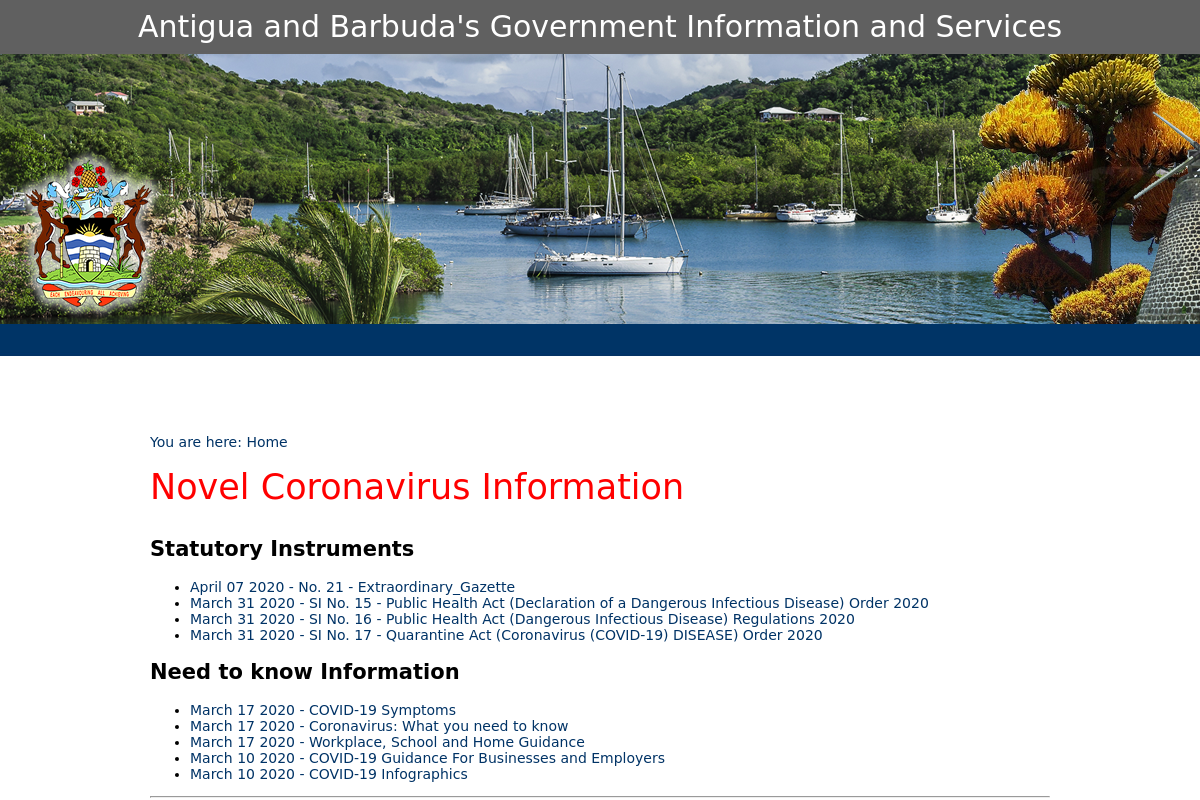 Antigua and Barbuda's Government Information and Services
EACH ENDEAVOURING ALL ACHIEVING
You are here: Home
Novel Coronavirus Information
Statutory Instruments
April 07 2020 - No. 21 - Extraordinary_Gazette
March 31 2020 - SI No. 15 - Public Health Act (Declaration of a Dangerous Infectious Disease) Order 2020
March 31 2020 - SI No. 16 - Public Health Act (Dangerous Infectious Disease) Regulations 2020
March 31 2020 - SI No. 17 - Quarantine Act (Coronavirus (COVID-19) DISEASE) Order 2020
Need to know Information
March 17 2020 - COVID-19 Symptoms
March 17 2020 - Coronavirus: What you need to know
March 17 2020 - Workplace, School and Home Guidance
March 10 2020 - COVID-19 Guidance For Businesses and Employers
March 10 2020 - COVID-19 Infographics